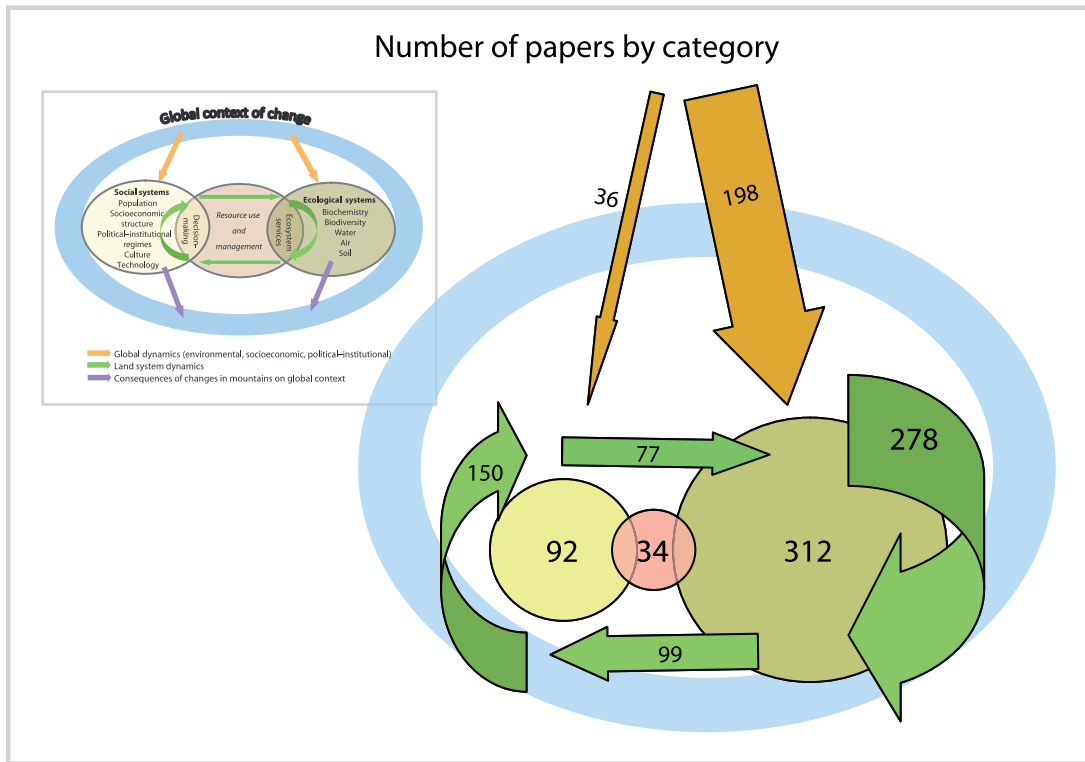 Number of papers by category
Global context of change
Social systems
Population
Socioeconomic
structure
Political–institutional
regimes
Culture
Technology
Decision–
making
Resource use
and
management
Ecosystem
services
Ecological systems
Biochemistry
Biodiversity
Water
Air
Soil
Global dynamics (environmental, socioeconomic, political–institutional)
Land system dynamics
Consequences of changes in mountains on global context
36
198
278
150
77
92
34
312
99